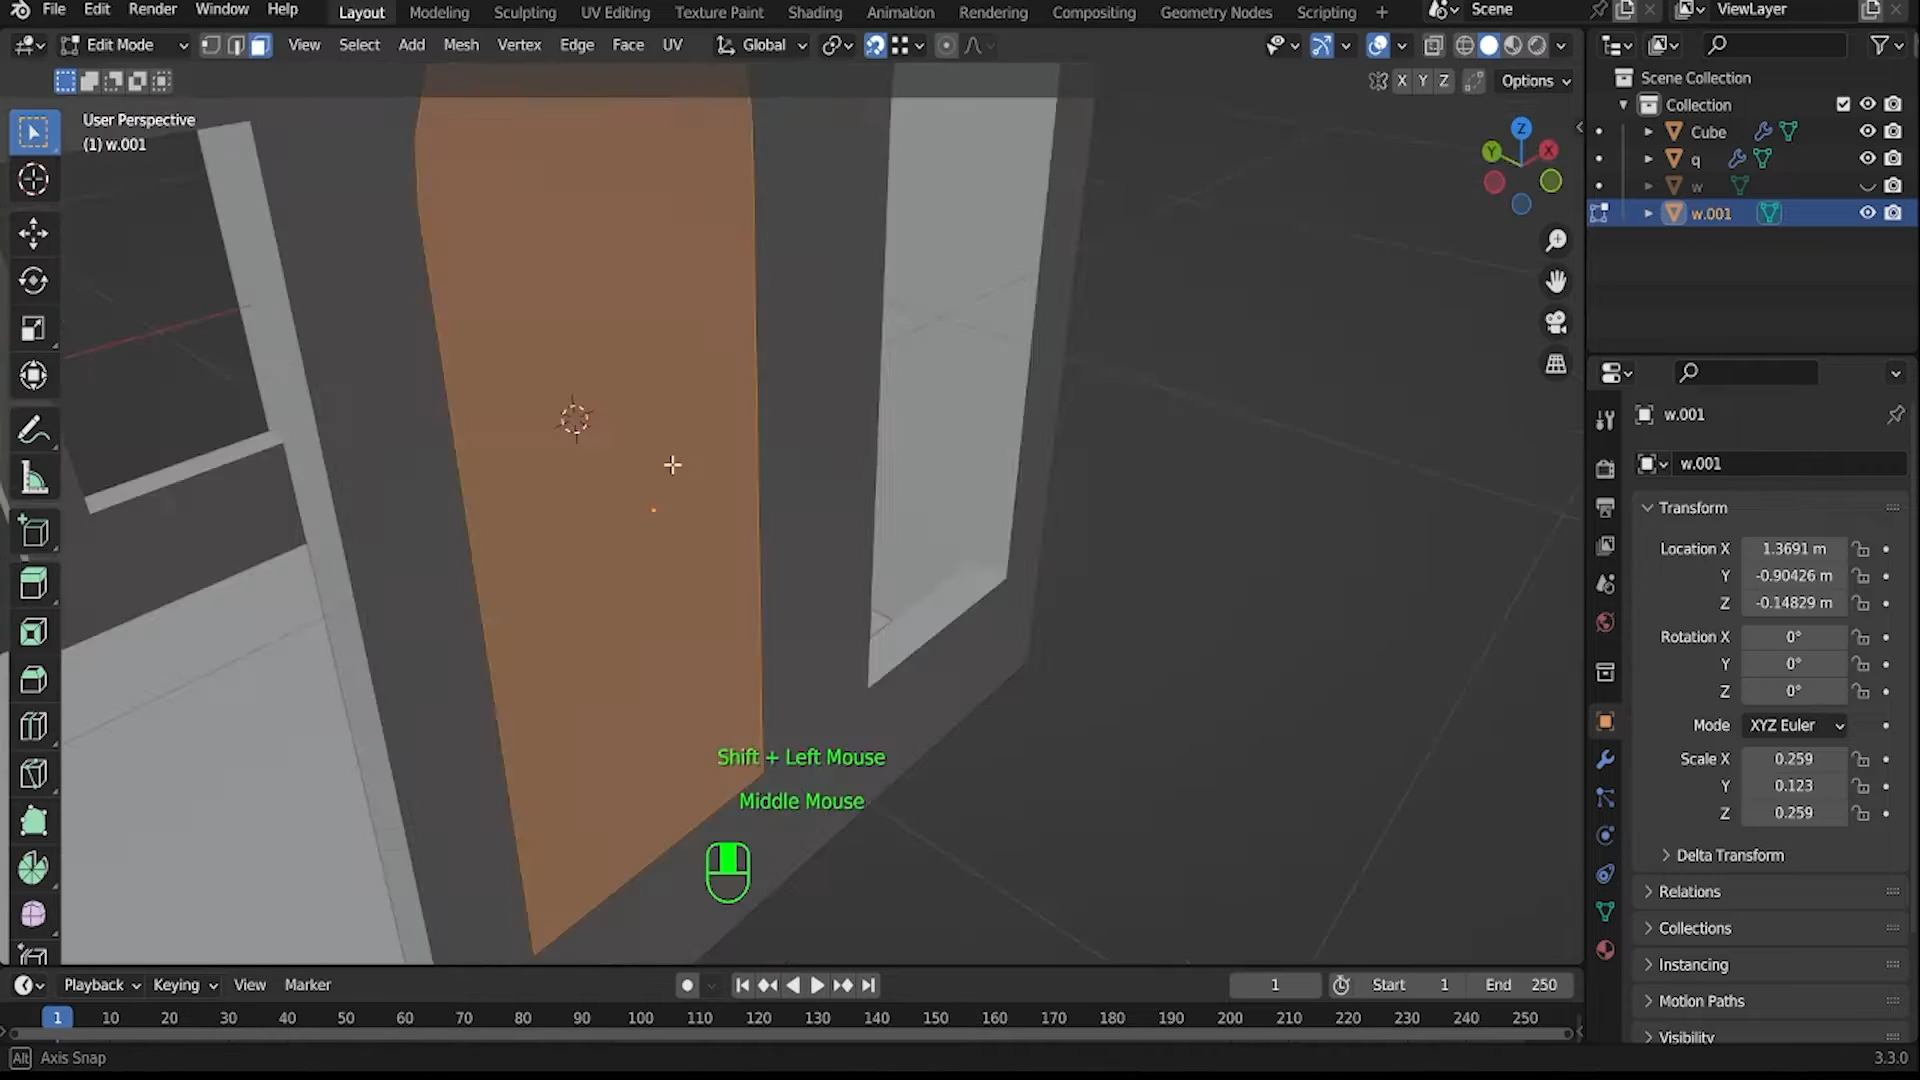 File Edit Render Window Help Layout Modeling Sculpting UV Editing Texture Paint Shading Animation Rendering Compositing Geometry Nodes Scripting + Scene ViewLayer
Edit Mode View Select Add Mesh Vertex Edge Face UV Global
X Y Z Options
User Perspective
(1) w.001
Z
Y
X
Scene Collection
Collection
Cube
q
w
w.001
w.001
w.001
Transform
Location X 1.3691 m
Y -0.90426 m
Z -0.14829 m
Rotation X 0°
Y 0°
Z 0°
Mode XYZ Euler
Scale X 0.259
Y 0.123
Z 0.259
Delta Transform
Relations
Collections
Instancing
Motion Paths
Visibility
Shift + Left Mouse
Middle Mouse
Playback Keying View Marker 1 Start 1 End 250
1 10 20 30 40 50 60 70 80 90 100 110 120 130 140 150 160 170 180 190 200 210 220 230 240 250
Alt Axis Snap 3.3.0